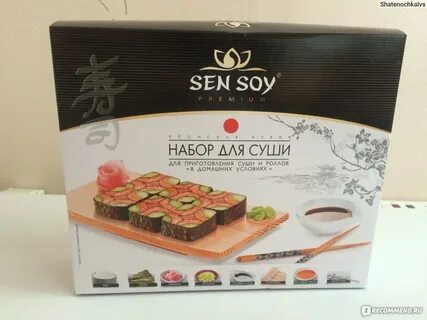 Shatenochkalvs
SEN SOY
PREMIUM
寿司
ЯПОНСКАЯ КУХНЯ
НАБОР ДЛЯ СУШИ
ДЛЯ ПРИГОТОВЛЕНИЯ СУШИ И РОЛЛОВ
• В ДОМАШНИХ УСЛОВИЯХ •
IRECOMMEND.RU